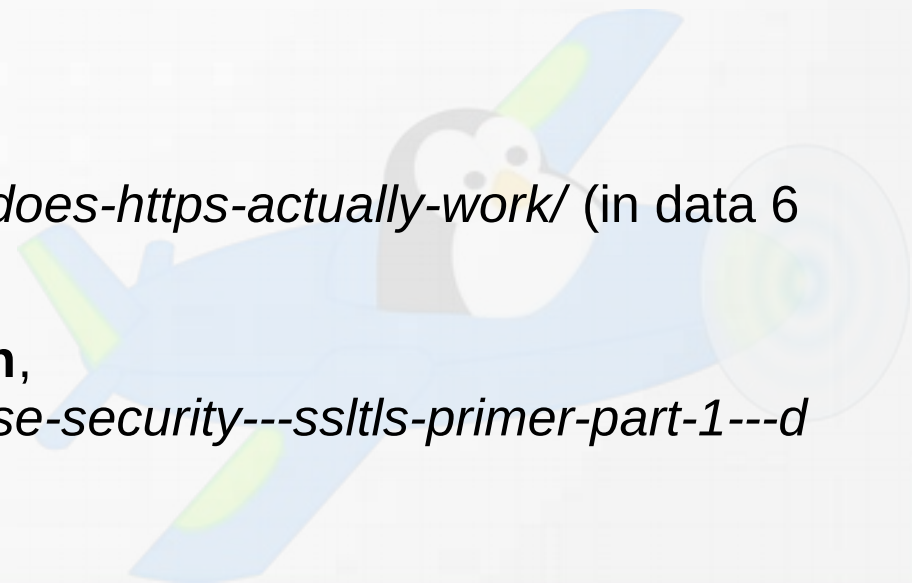 does-https-actually-work/ (in data 6
n,
se-security---ssltls-primer-part-1---d